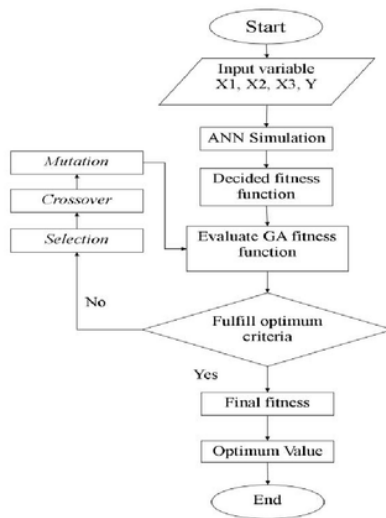 Start
Input variable
X1, X2, X3, Y
ANN Simulation
Decided fitness
function
Evaluate GA fitness
function
Mutation
Crossover
Selection
No
Fulfill optimum
criteria
Yes
Final fitness
Optimum Value
End